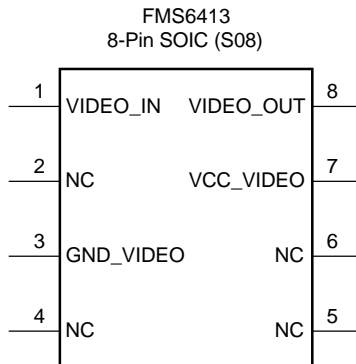 FMS6413
8-Pin SOIC (S08)
1 VIDEO_IN VIDEO_OUT 8
2 NC VCC_VIDEO 7
3 GND_VIDEO NC 6
4 NC NC 5